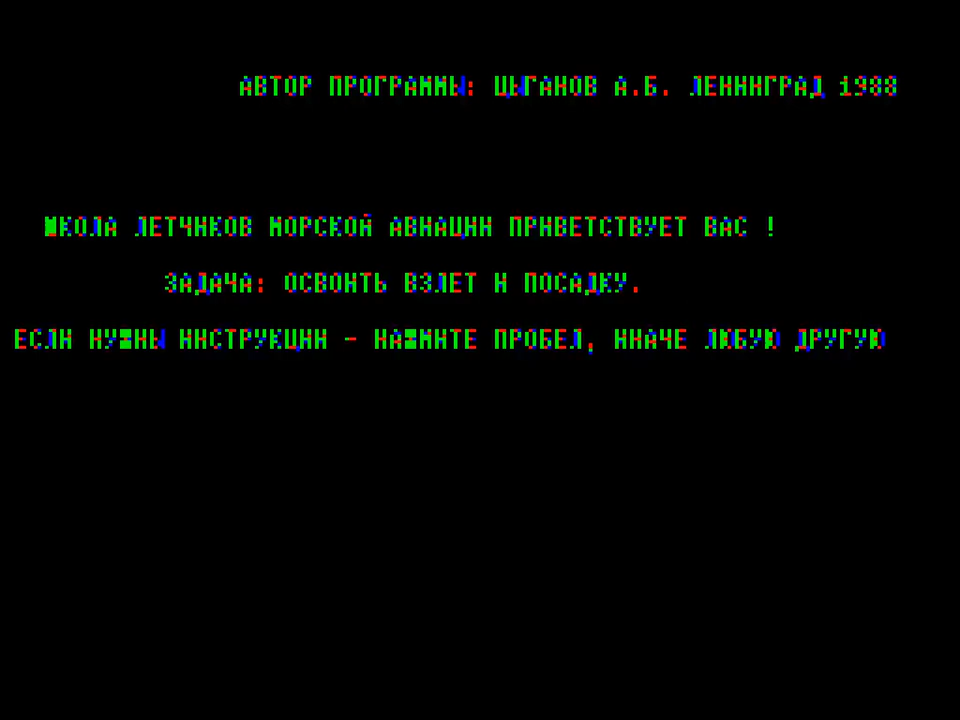 АВТОР ПРОГРАММЫ: ЦЫГАНОВ А.Б. ЛЕНИНГРАД 1988
ШКОЛА ЛЕТЧИКОВ МОРСКОЙ АВИАЦИИ ПРИВЕТСТВУЕТ ВАС !
ЗАДАЧА: ОСВОИТЬ ВЗЛЕТ И ПОСАДКУ.
ЕСЛИ НУЖНЫ ИНСТРУКЦИИ - НАЖМИТЕ ПРОБЕЛ, ИНАЧЕ ЛЮБУЮ ДРУГУЮ